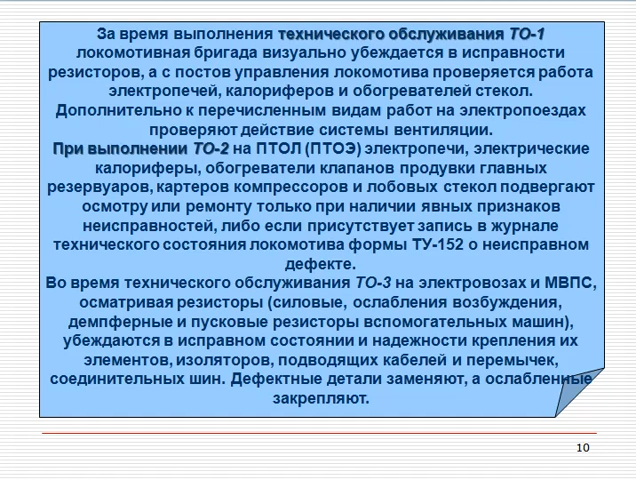 За время выполнения технического обслуживания ТО-1
локомотивная бригада визуально убеждается в исправности
резисторов, а с постов управления локомотива проверяется работа
электропечей, калориферов и обогревателей стекол.
Дополнительно к перечисленным видам работ на электропоездах
проверяют действие системы вентиляции.
При выполнении ТО-2 на ПТОЛ (ПТОЭ) электропечи, электрические
калориферы, обогреватели клапанов продувки главных
резервуаров, картеров компрессоров и лобовых стекол подвергают
осмотру или ремонту только при наличии явных признаков
неисправностей, либо если присутствует запись в журнале
технического состояния локомотива формы ТУ-152 о неисправном
дефекте.
Во время технического обслуживания ТО-3 на электровозах и МВПС,
осматривая резисторы (силовые, ослабления возбуждения,
демпферные и пусковые резисторы вспомогательных машин),
убеждаются в исправном состоянии и надежности крепления их
элементов, изоляторов, подводящих кабелей и перемычек,
соединительных шин. Дефектные детали заменяют, а ослабленные
закрепляют.
10